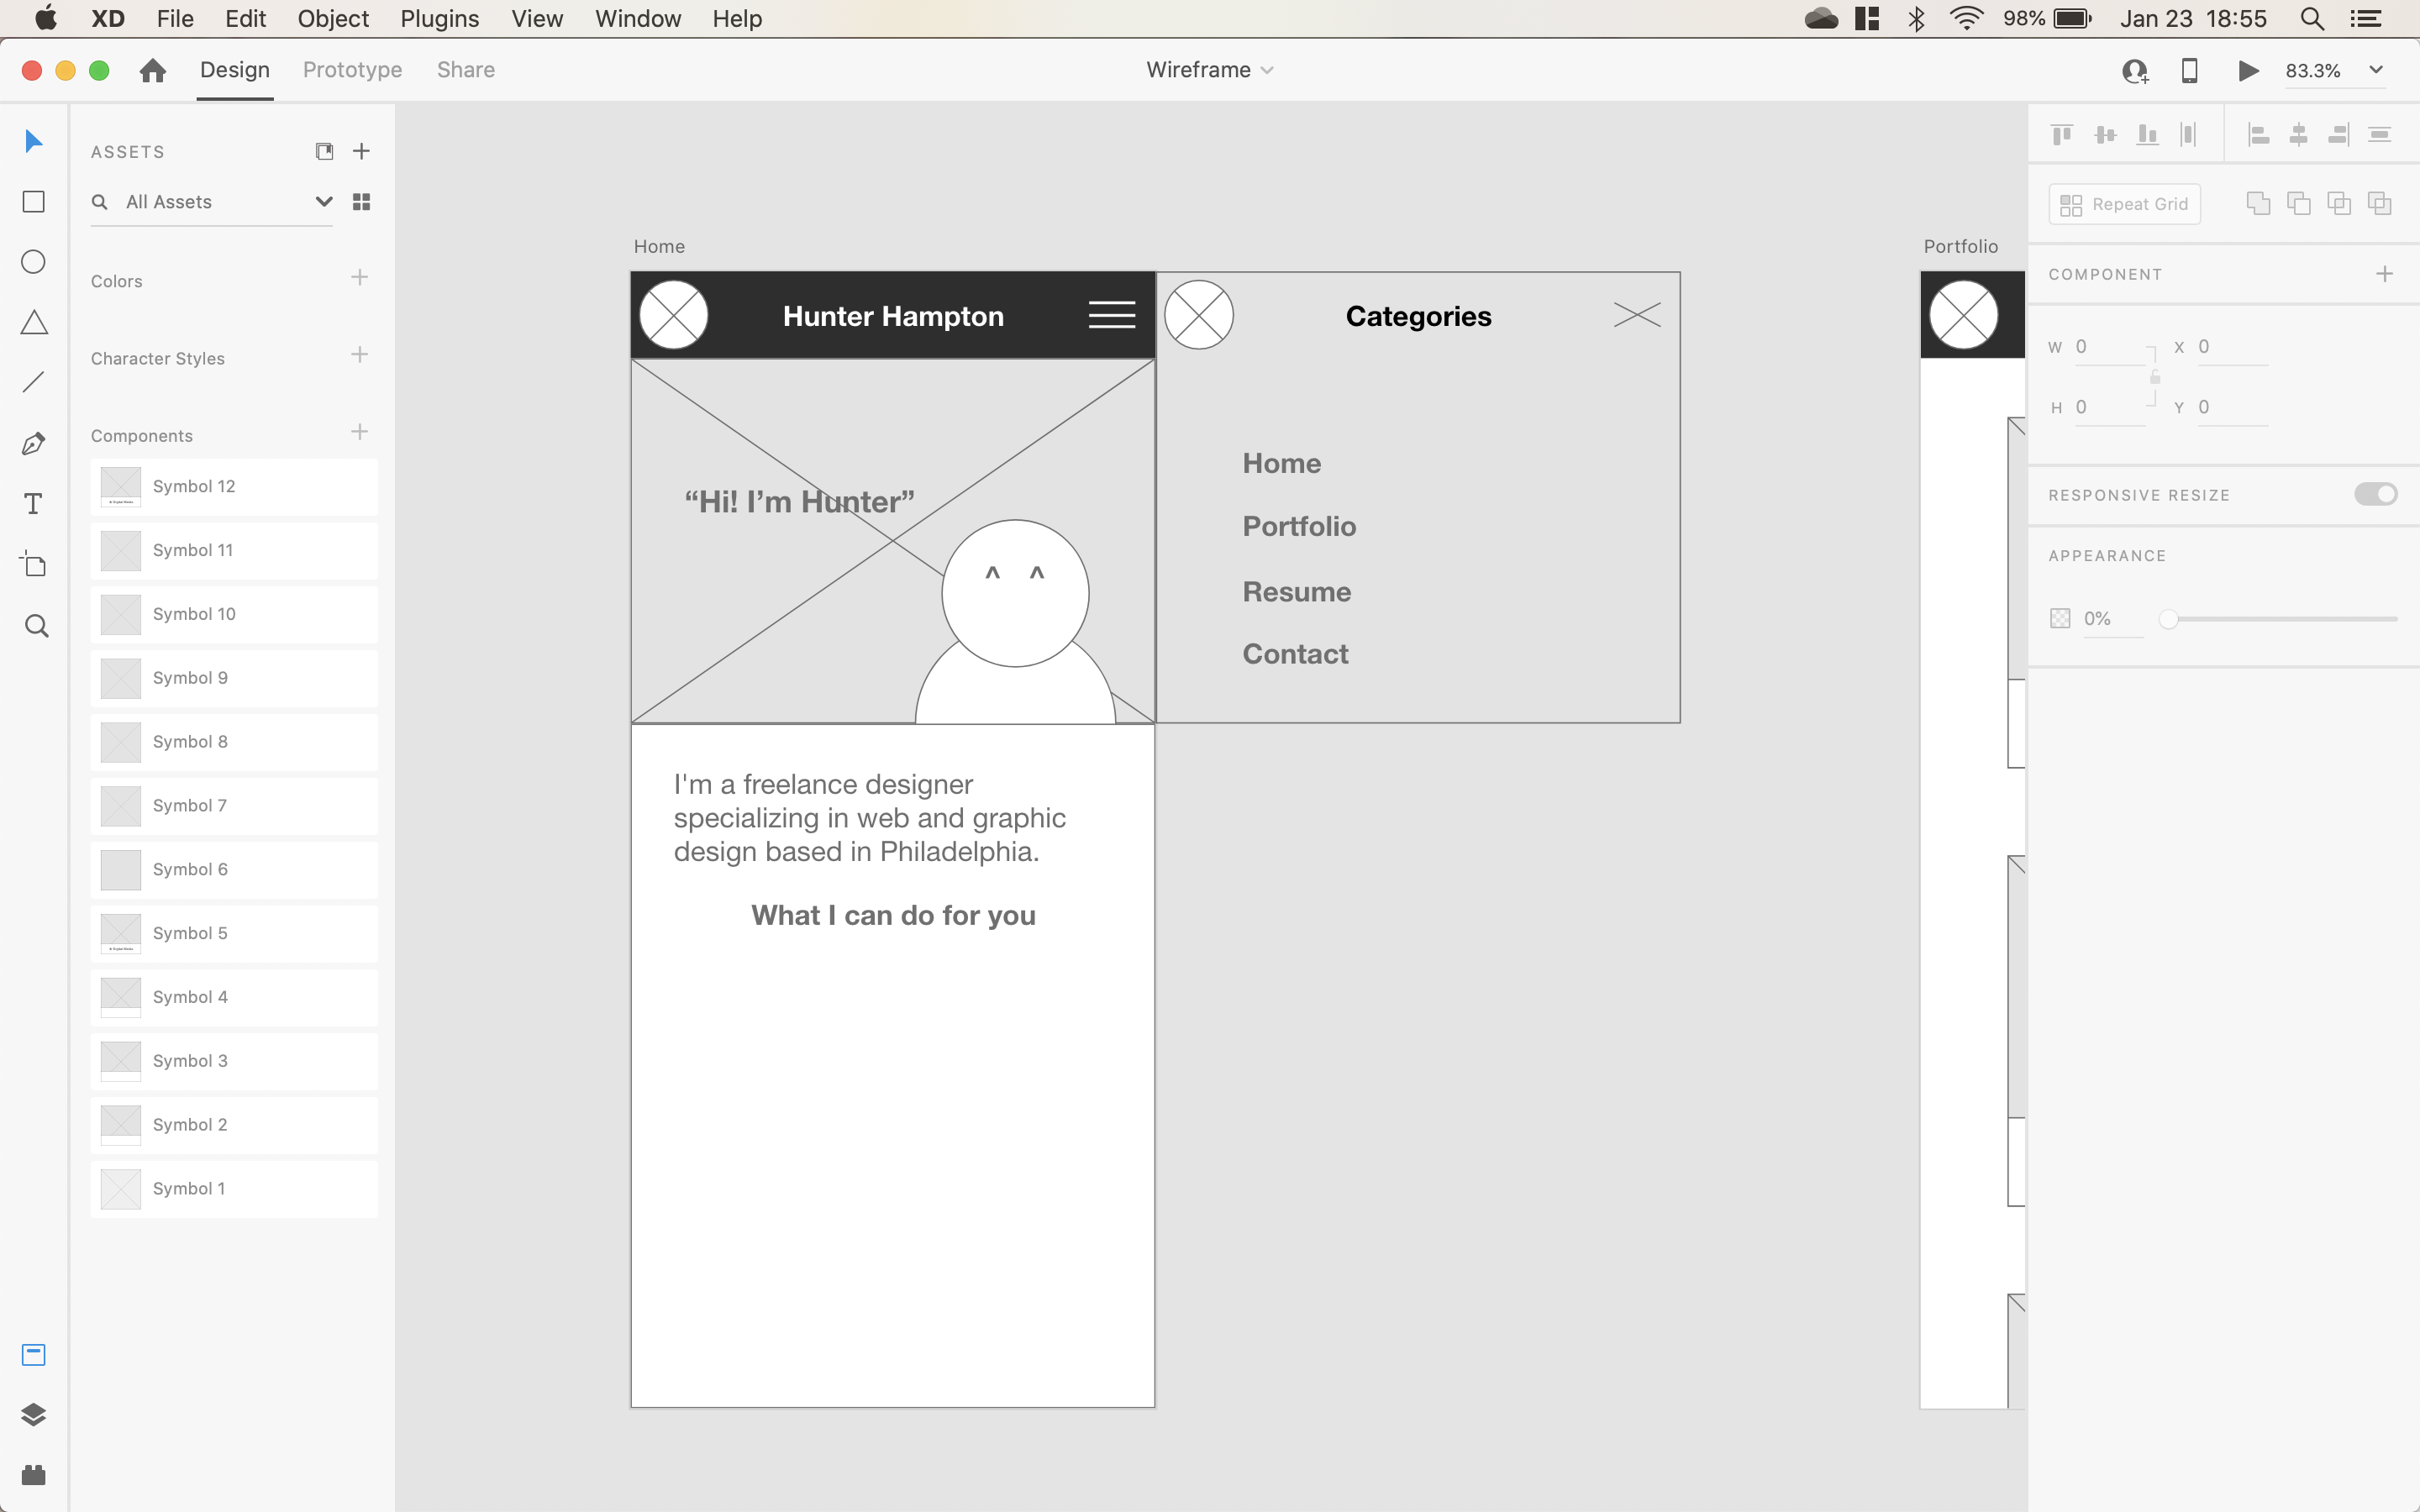 XD File Edit Object Plugins View Window Help 98% Jan 23 18:55
Design Prototype Share Wireframe 83.3%
ASSETS
All Assets
Colors
Character Styles
Components
Symbol 12
Symbol 11
Symbol 10
Symbol 9
Symbol 8
Symbol 7
Symbol 6
Symbol 5
Symbol 4
Symbol 3
Symbol 2
Symbol 1
Home
Hunter Hampton
“Hi! I’m Hunter”
^ ^
I'm a freelance designer
specializing in web and graphic
design based in Philadelphia.
What I can do for you
Categories
Home
Portfolio
Resume
Contact
Portfolio
Repeat Grid
COMPONENT
W 0 X 0
H 0 Y 0
RESPONSIVE RESIZE
APPEARANCE
0%